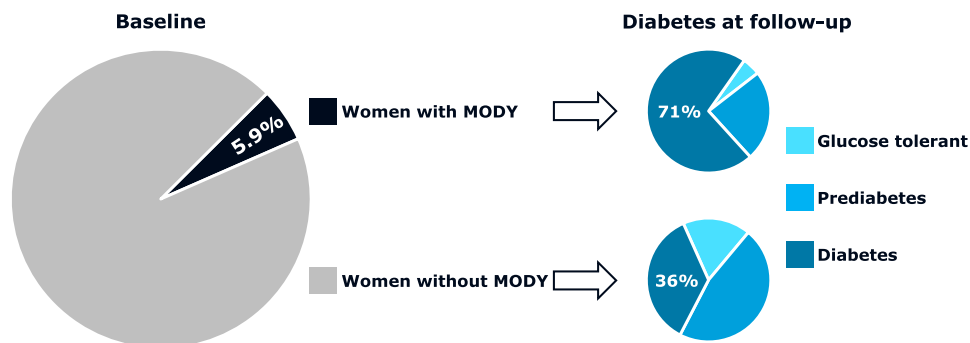 Baseline
Diabetes at follow-up
5.9%
Women with MODY
71%
Glucose tolerant
Prediabetes
Diabetes
Women without MODY
36%